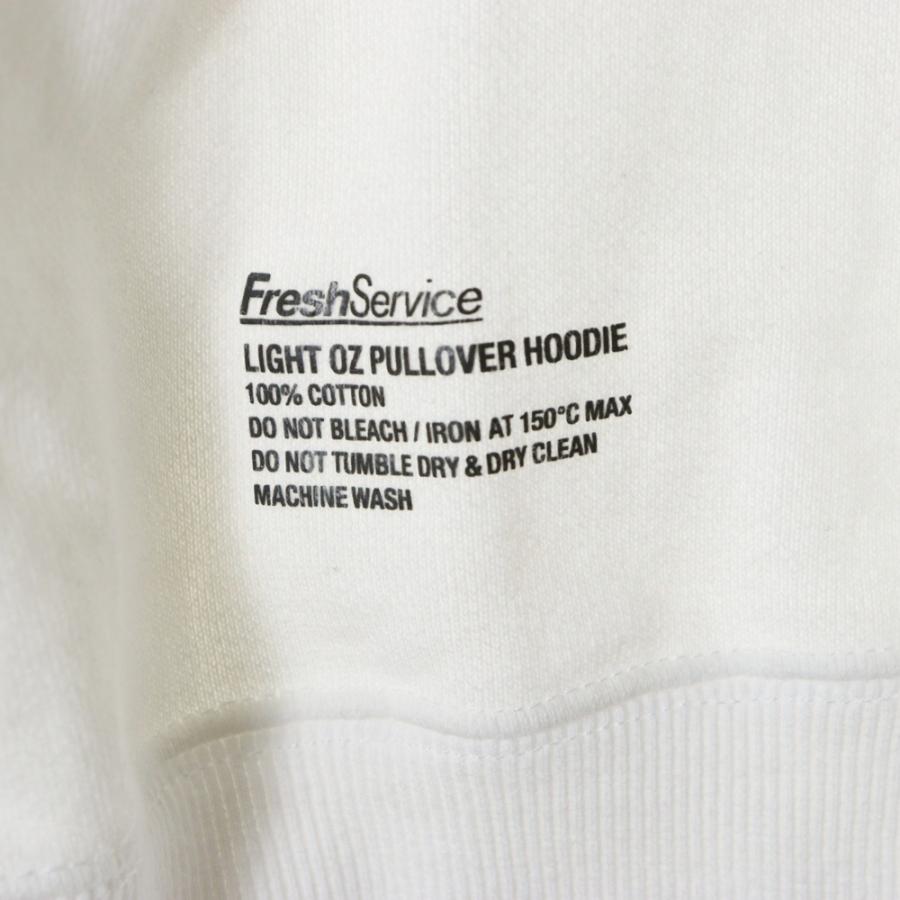 FreshService
LIGHT OZ PULLOVER HOODIE
100% COTTON
DO NOT BLEACH / IRON AT 150°C MAX
DO NOT TUMBLE DRY & DRY CLEAN
MACHINE WASH